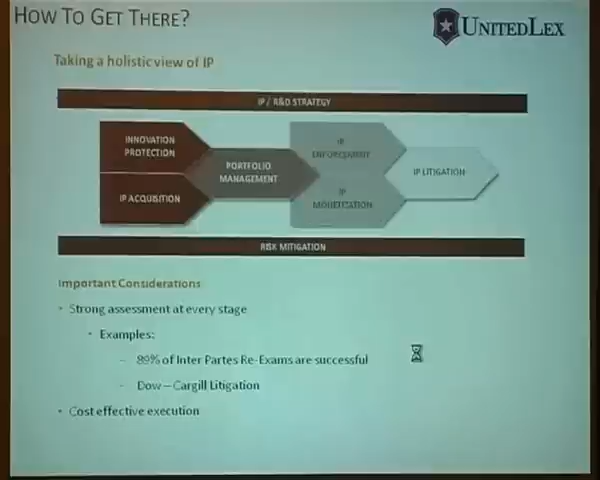 HOW TO GET THERE?
UNITEDLEX
Taking a holistic view of IP
IP / R&D STRATEGY
INNOVATION
PROTECTION
IP ACQUISITION
PORTFOLIO
MANAGEMENT
IP
ENFORCEMENT
IP
MONETIZATION
IP LITIGATION
RISK MITIGATION
Important Considerations
• Strong assessment at every stage
• Examples:
– 89% of Inter Partes Re-Exams are successful
– Dow – Cargill Litigation
• Cost effective execution